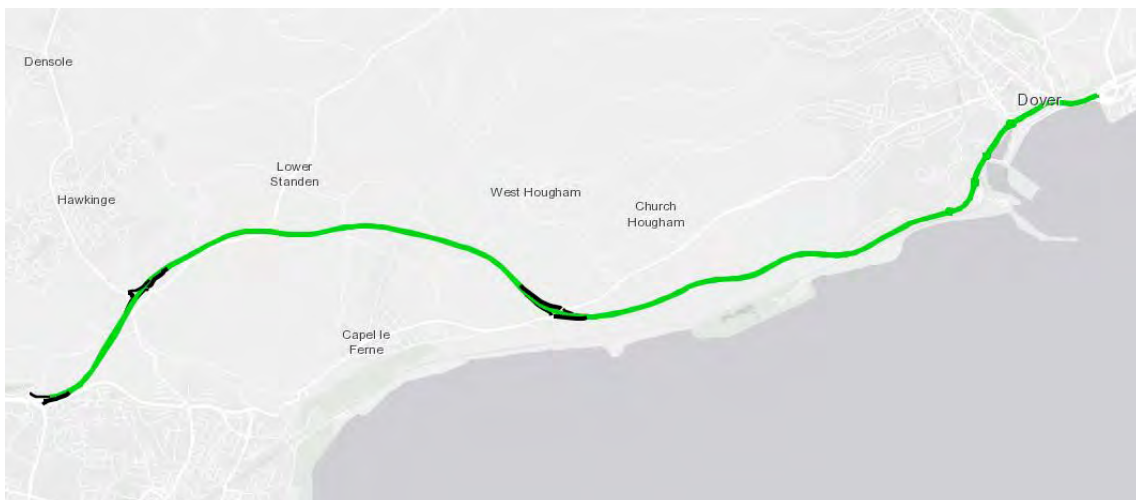 Densole
Dover
Lower
Standen
Hawkinge
West Hougham
Church
Hougham
Capel le
Ferne